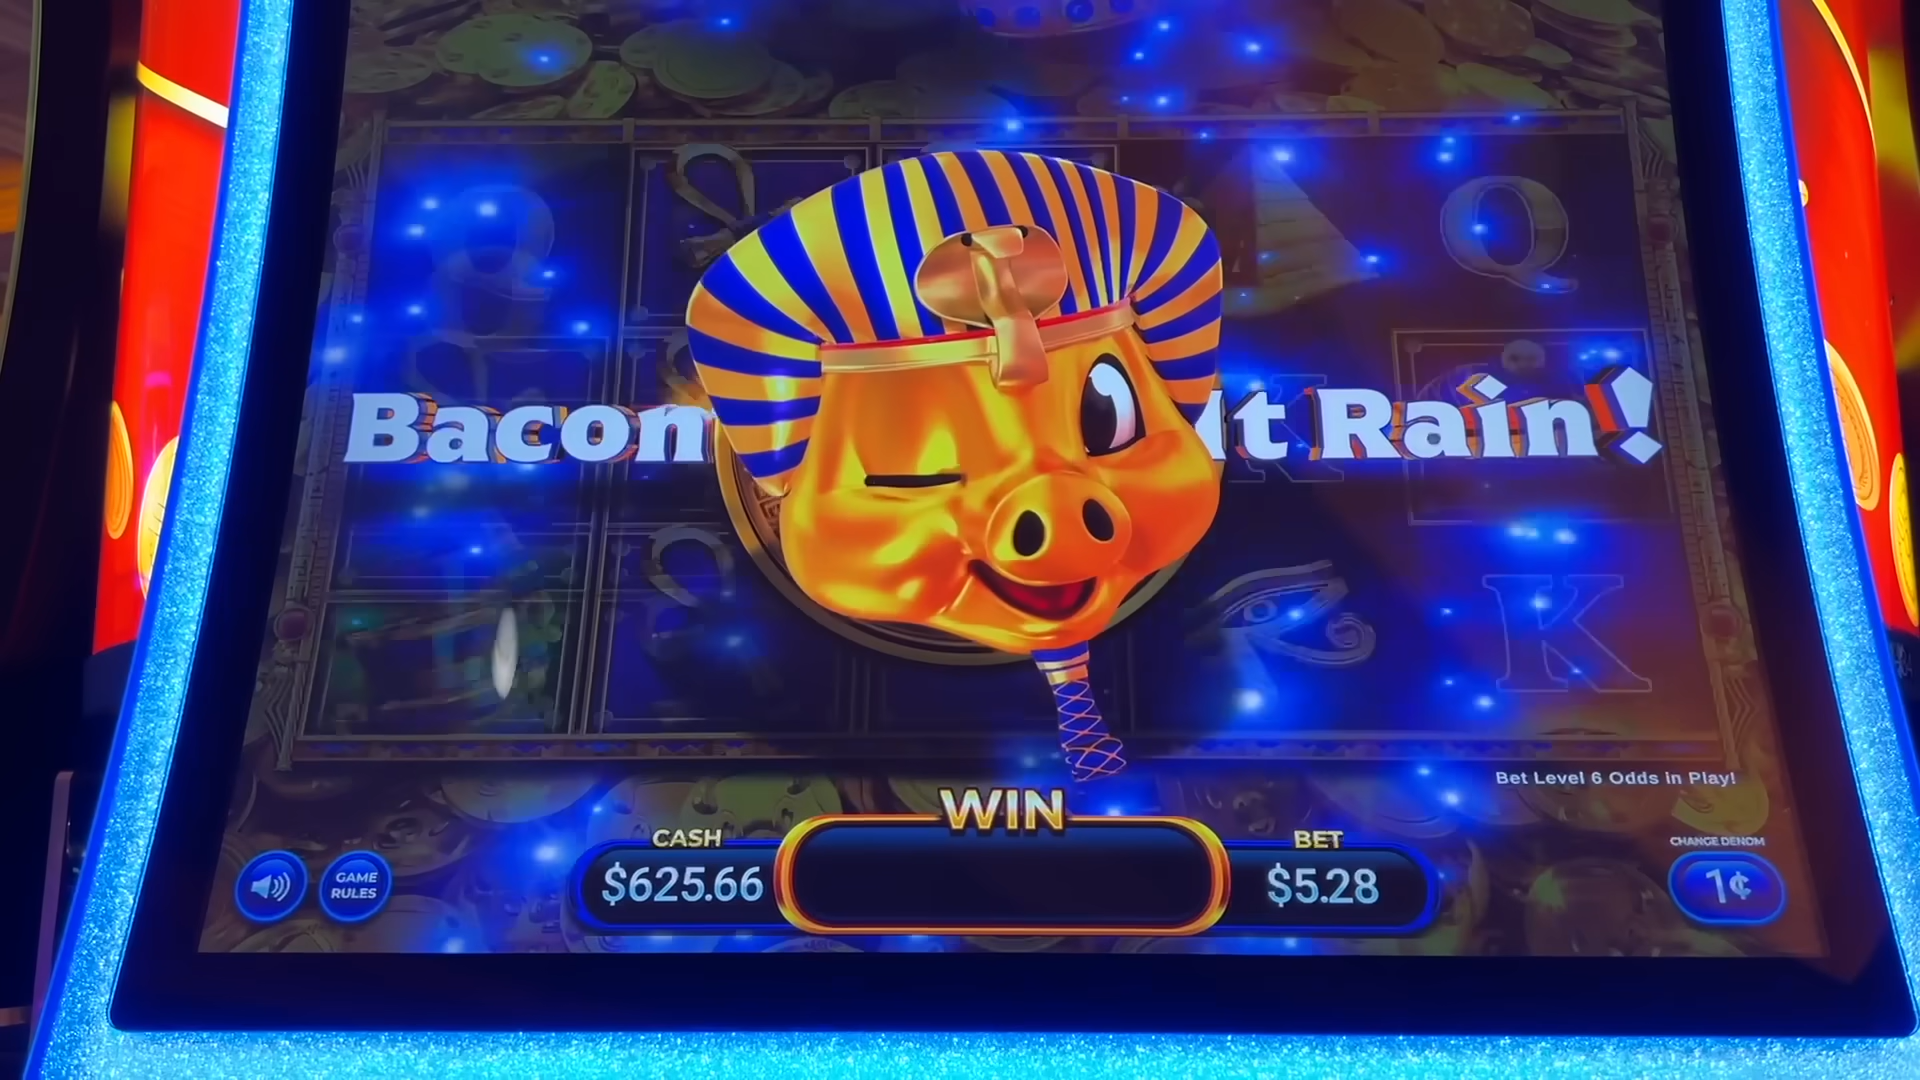 Q
Bacon It Rain!
K
K
Bet Level 6 Odds in Play!
WIN
CASH
BET
CHANGE DENOM
GAME
RULES
$625.66
$5.28
1¢